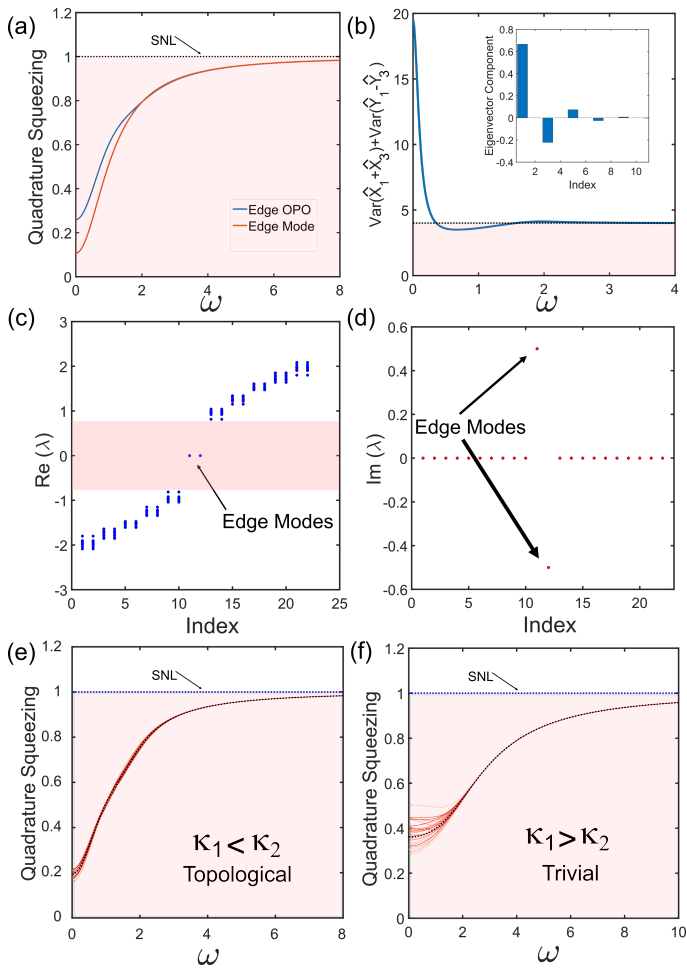 (a)
1.2
1
0.8
0.6
0.4
0.2
0
Quadrature Squeezing
SNL
Edge OPO
Edge Mode
0 2 4 6 8
ω
(b)
20
15
10
5
4
0
Var(X̂₁+X̂₃)+Var(Ŷ₁-Ŷ₃)
0.8
0.6
0.4
0.2
0
-0.2
-0.4
Eigenvector Component
2 4 6 8 10
Index
0 1 2 3 4
ω
(c)
3
2
1
0
-1
-2
-3
Re (λ)
Edge Modes
0 5 10 15 20 25
Index
(d)
0.6
0.4
0.2
0
-0.2
-0.4
-0.6
Im (λ)
Edge Modes
0 5 10 15 20
Index
(e)
1.2
1
0.8
0.6
0.4
0.2
0
Quadrature Squeezing
SNL
κ₁ < κ₂
Topological
0 2 4 6 8
ω
(f)
1.2
1
0.8
0.6
0.4
0.2
0
Quadrature Squeezing
SNL
κ₁ > κ₂
Trivial
0 2 4 6 8 10
ω